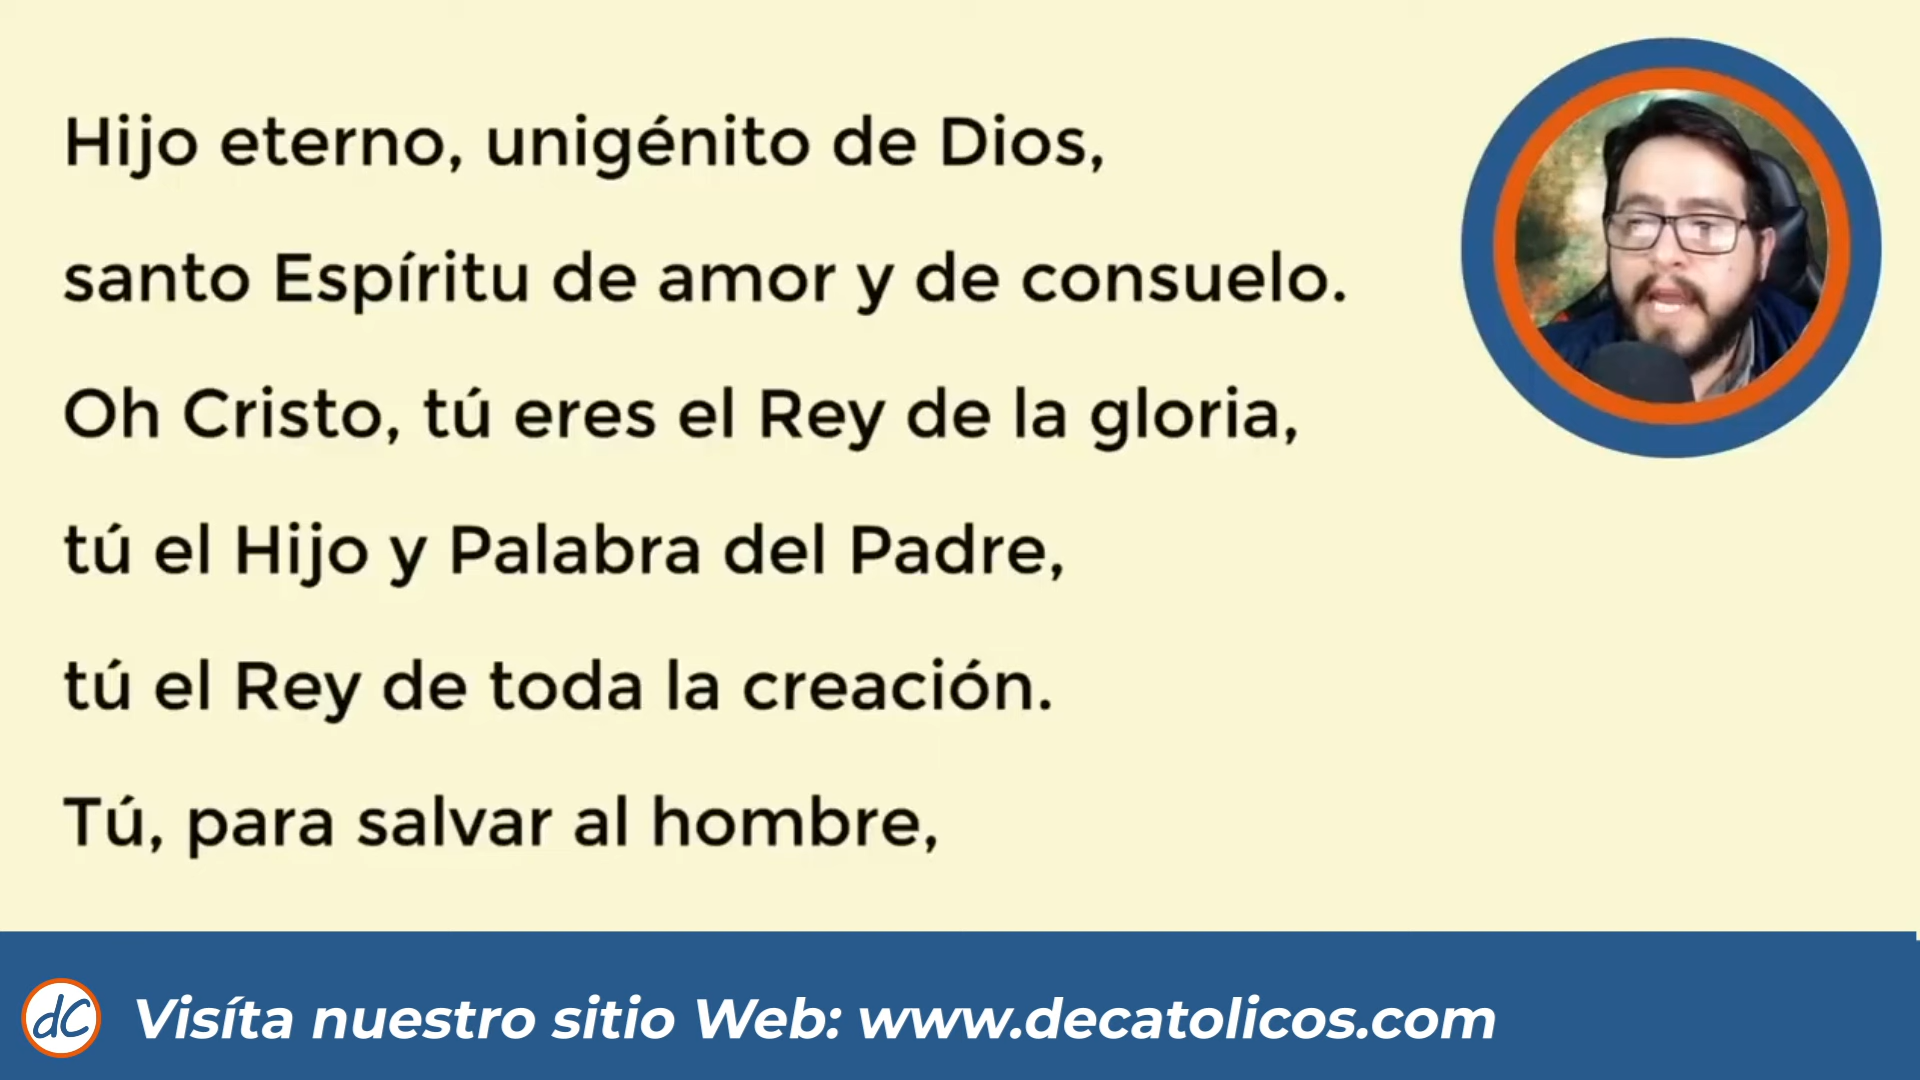 Hijo eterno, unigénito de Dios,
santo Espíritu de amor y de consuelo.
Oh Cristo, tú eres el Rey de la gloria,
tú el Hijo y Palabra del Padre,
tú el Rey de toda la creación.
Tú, para salvar al hombre,
dC Visíta nuestro sitio Web: www.decatolicos.com